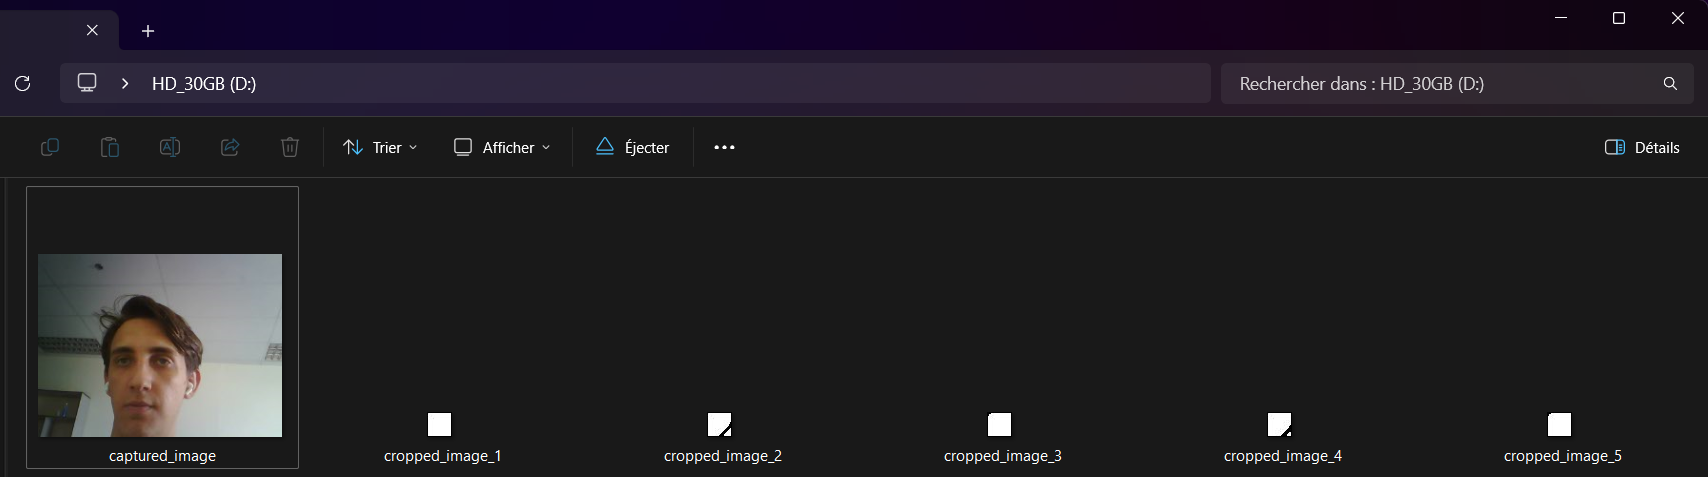 HD_30GB (D:)
Rechercher dans : HD_30GB (D:)
Trier
Afficher
Éjecter
Détails
captured_image
cropped_image_1
cropped_image_2
cropped_image_3
cropped_image_4
cropped_image_5